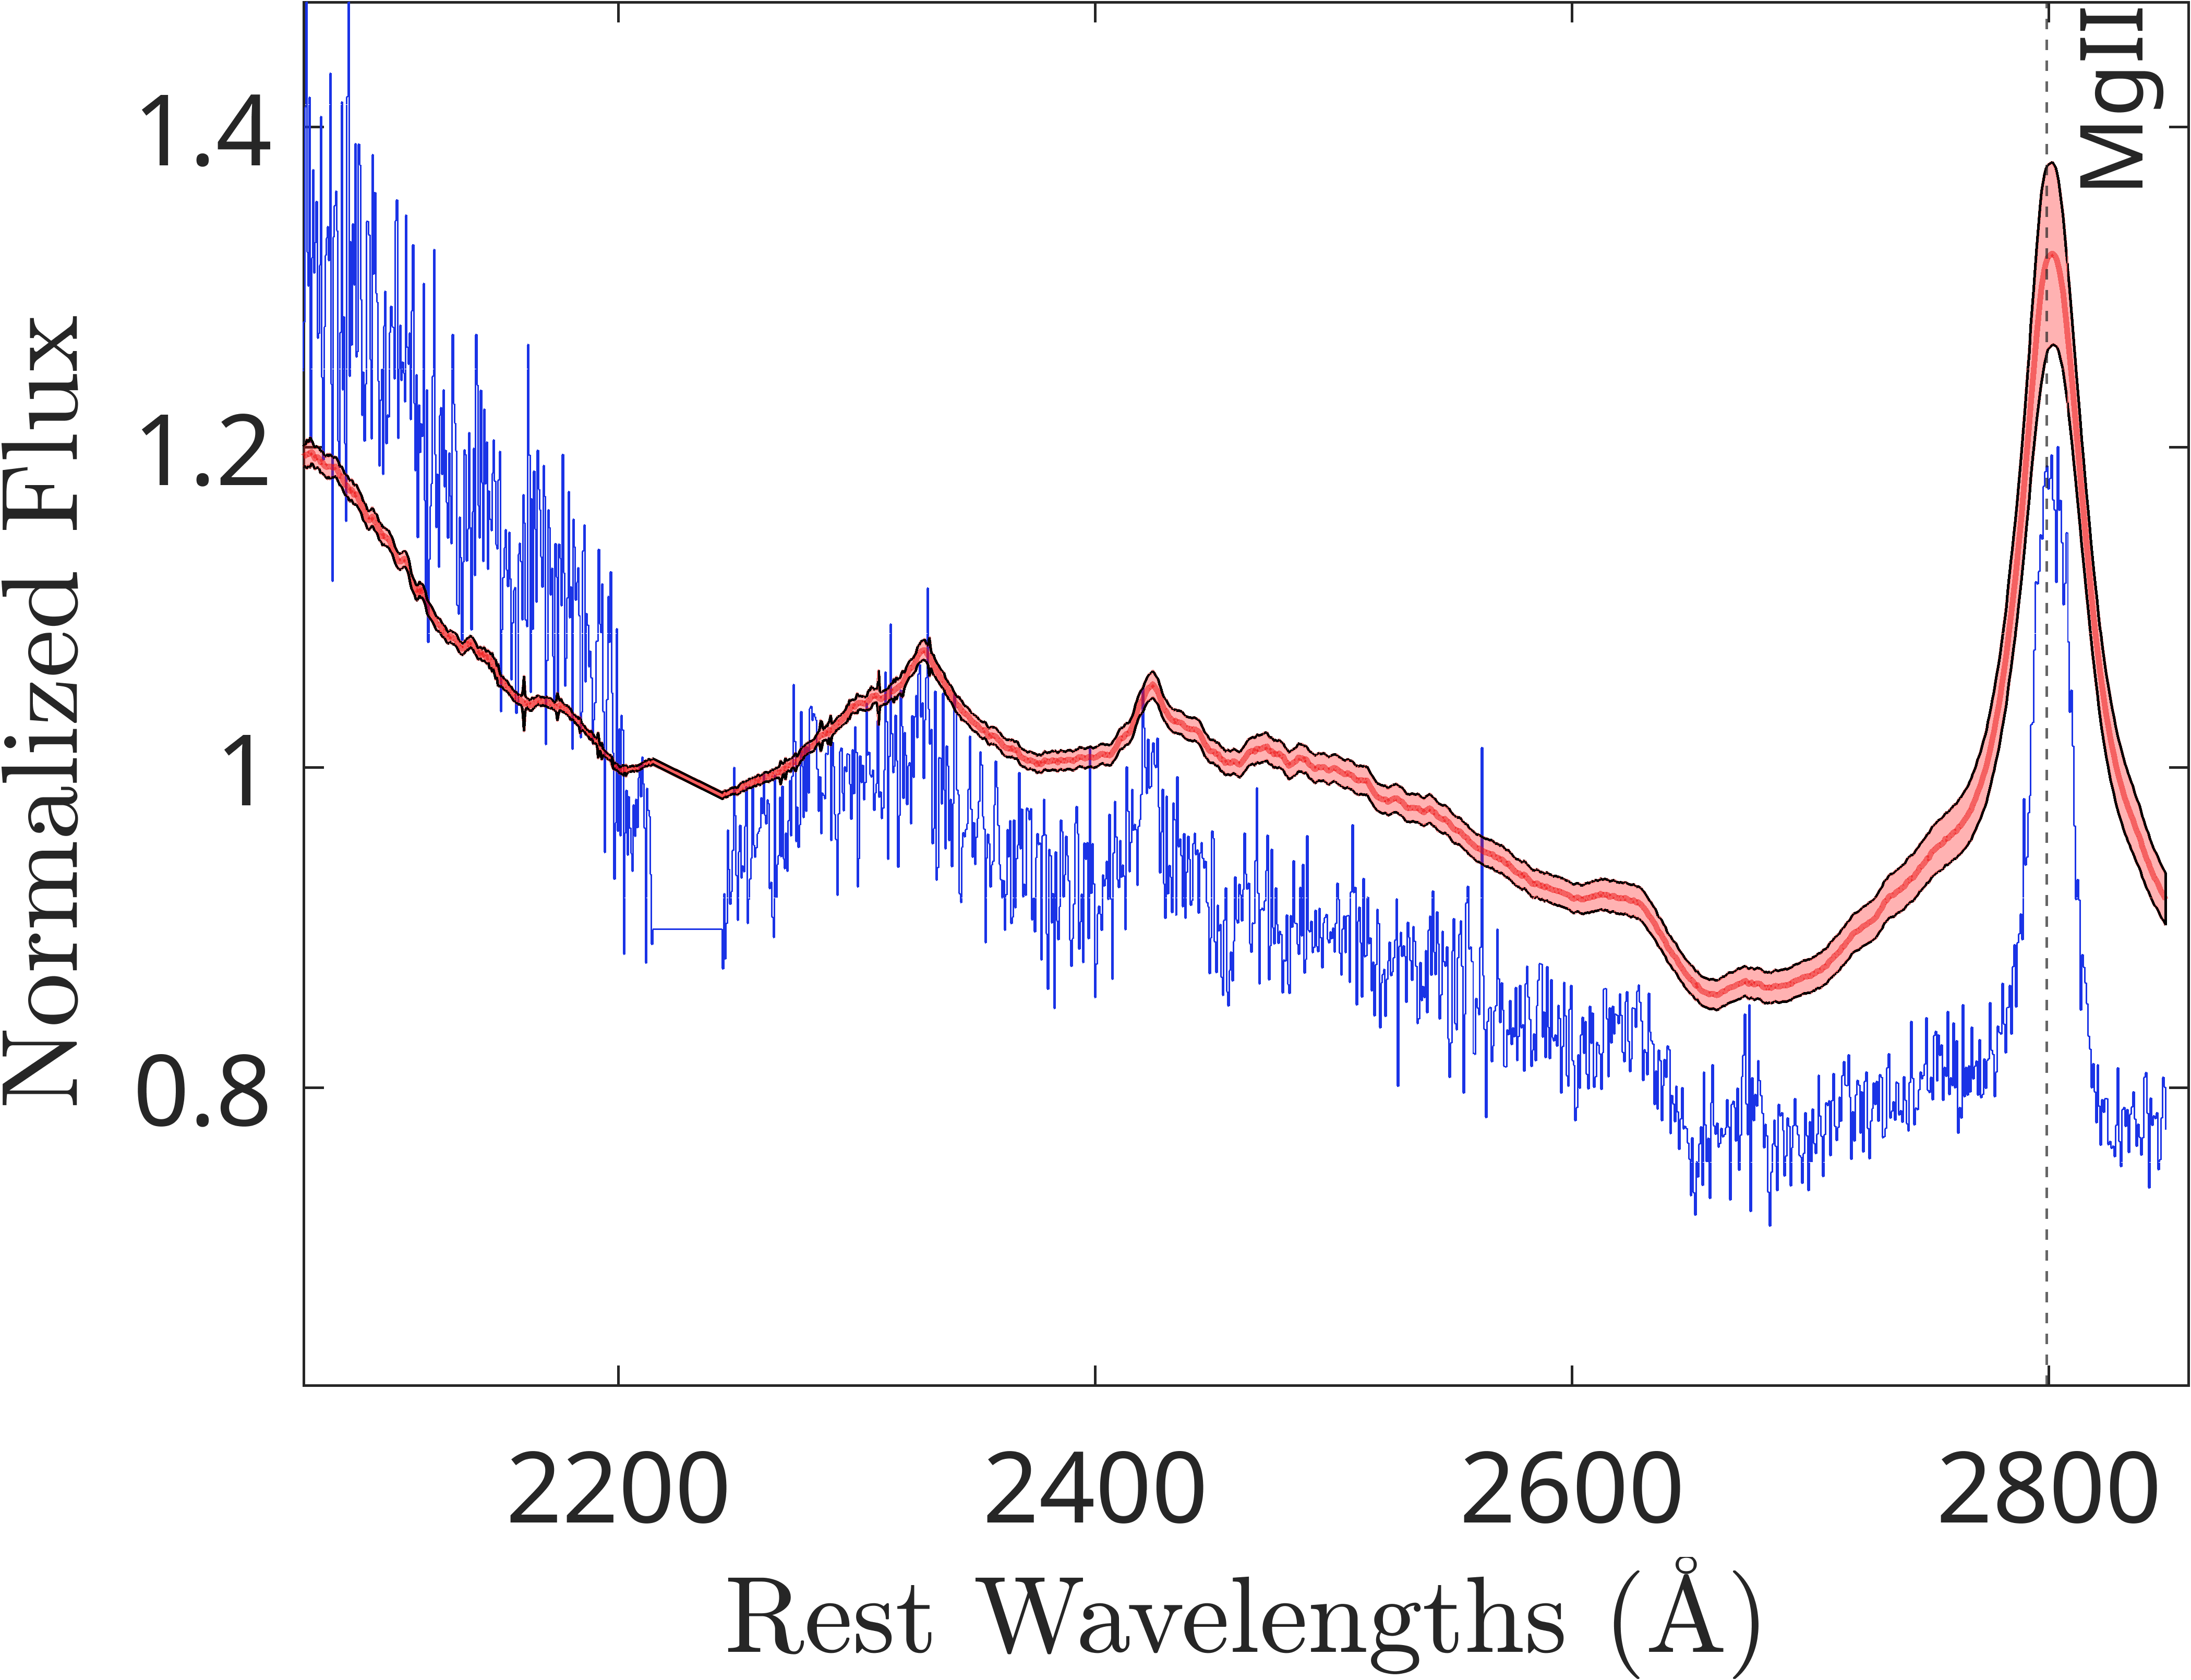 MgII
1.4
1.2
1
0.8
Normalized Flux
2200 2400 2600 2800
Rest Wavelengths (Å)